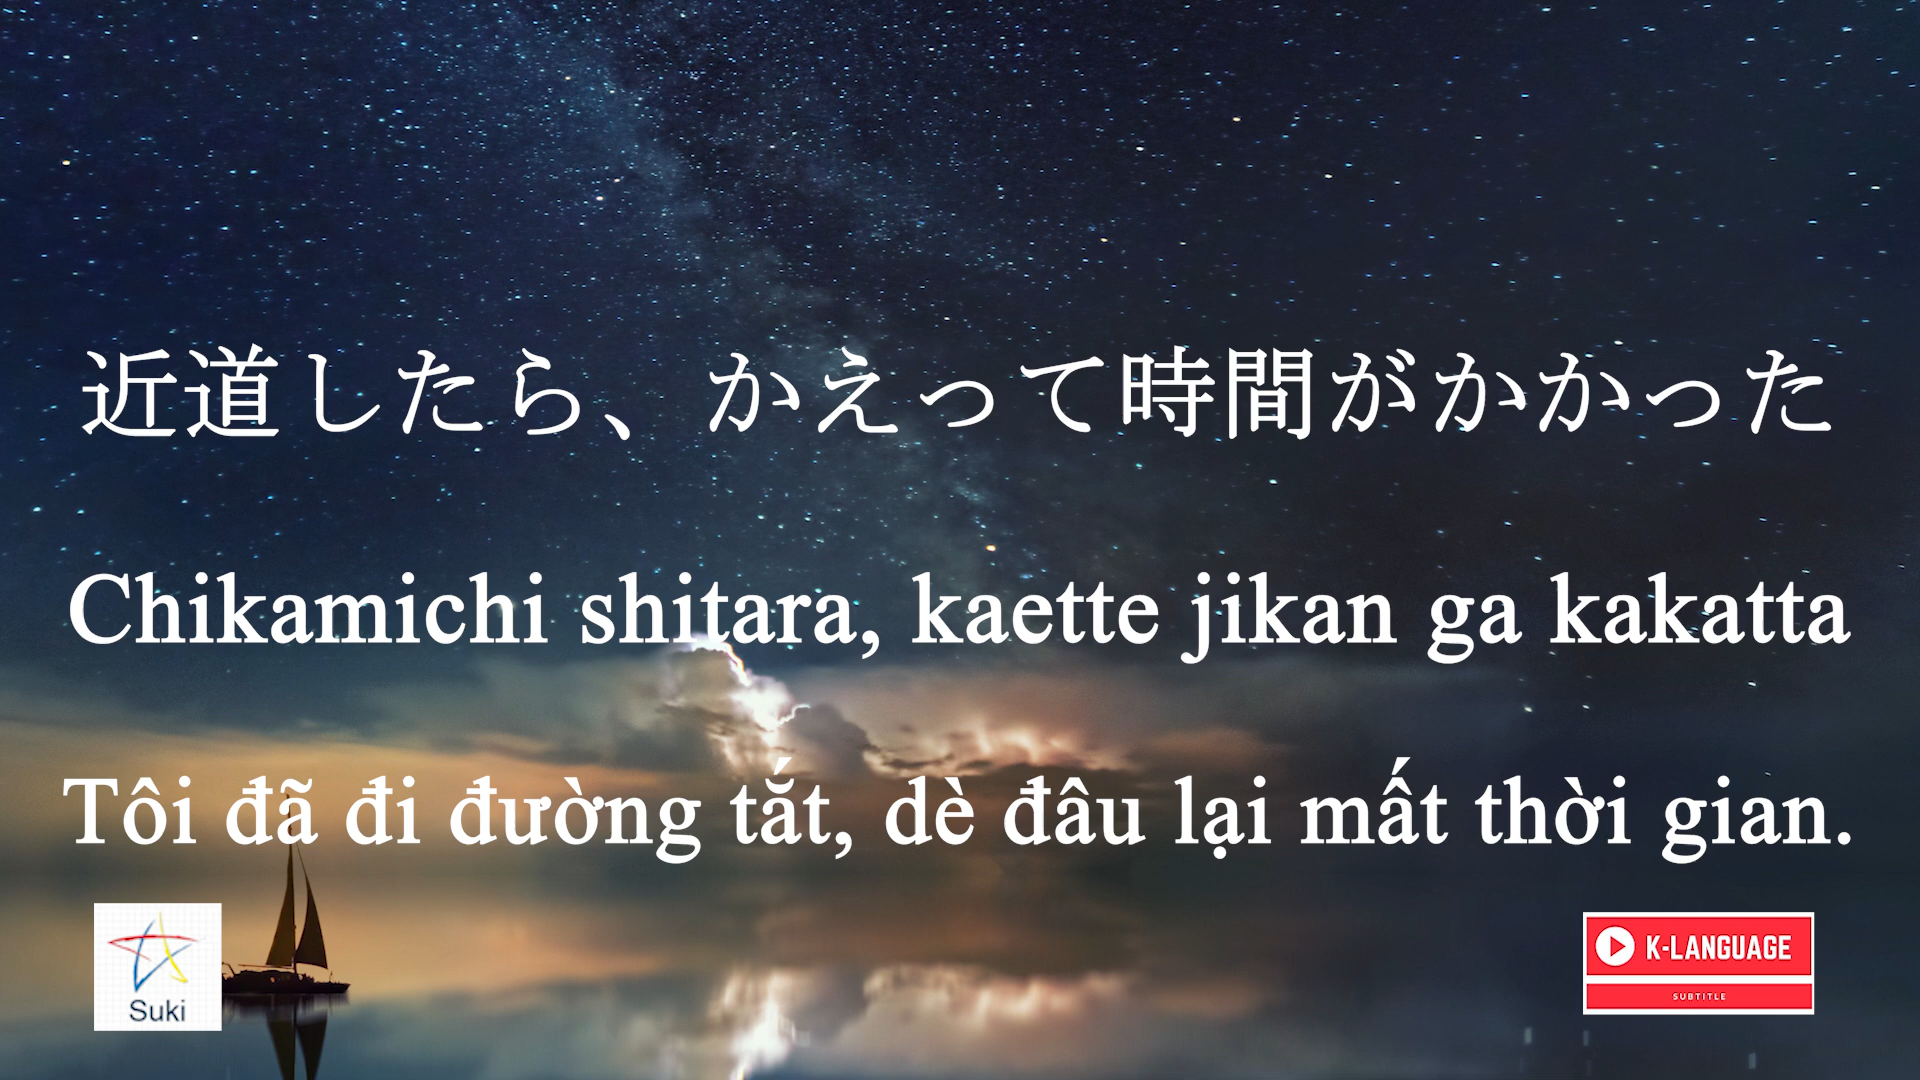 近道したら、かえって時間がかかった
Chikamichi shitara, kaette jikan ga kakatta
Tôi đã đi đường tắt, dè đâu lại mất thời gian.
Suki
K-LANGUAGE
SUBTITLE